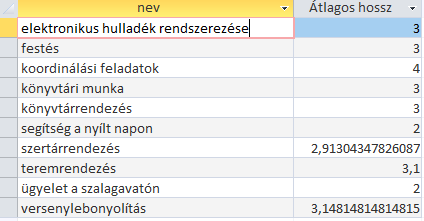 nev Átlagos hossz
elektronikus hulladék rendszerezése 3
festés 3
koordinálási feladatok 4
könyvtári munka 3
könyvtárrendezés 3
segítség a nyílt napon 2
szertárrendezés 2,91304347826087
teremrendezés 3,1
ügyelet a szalagavatón 2
versenylebonyolítás 3,14814814814815